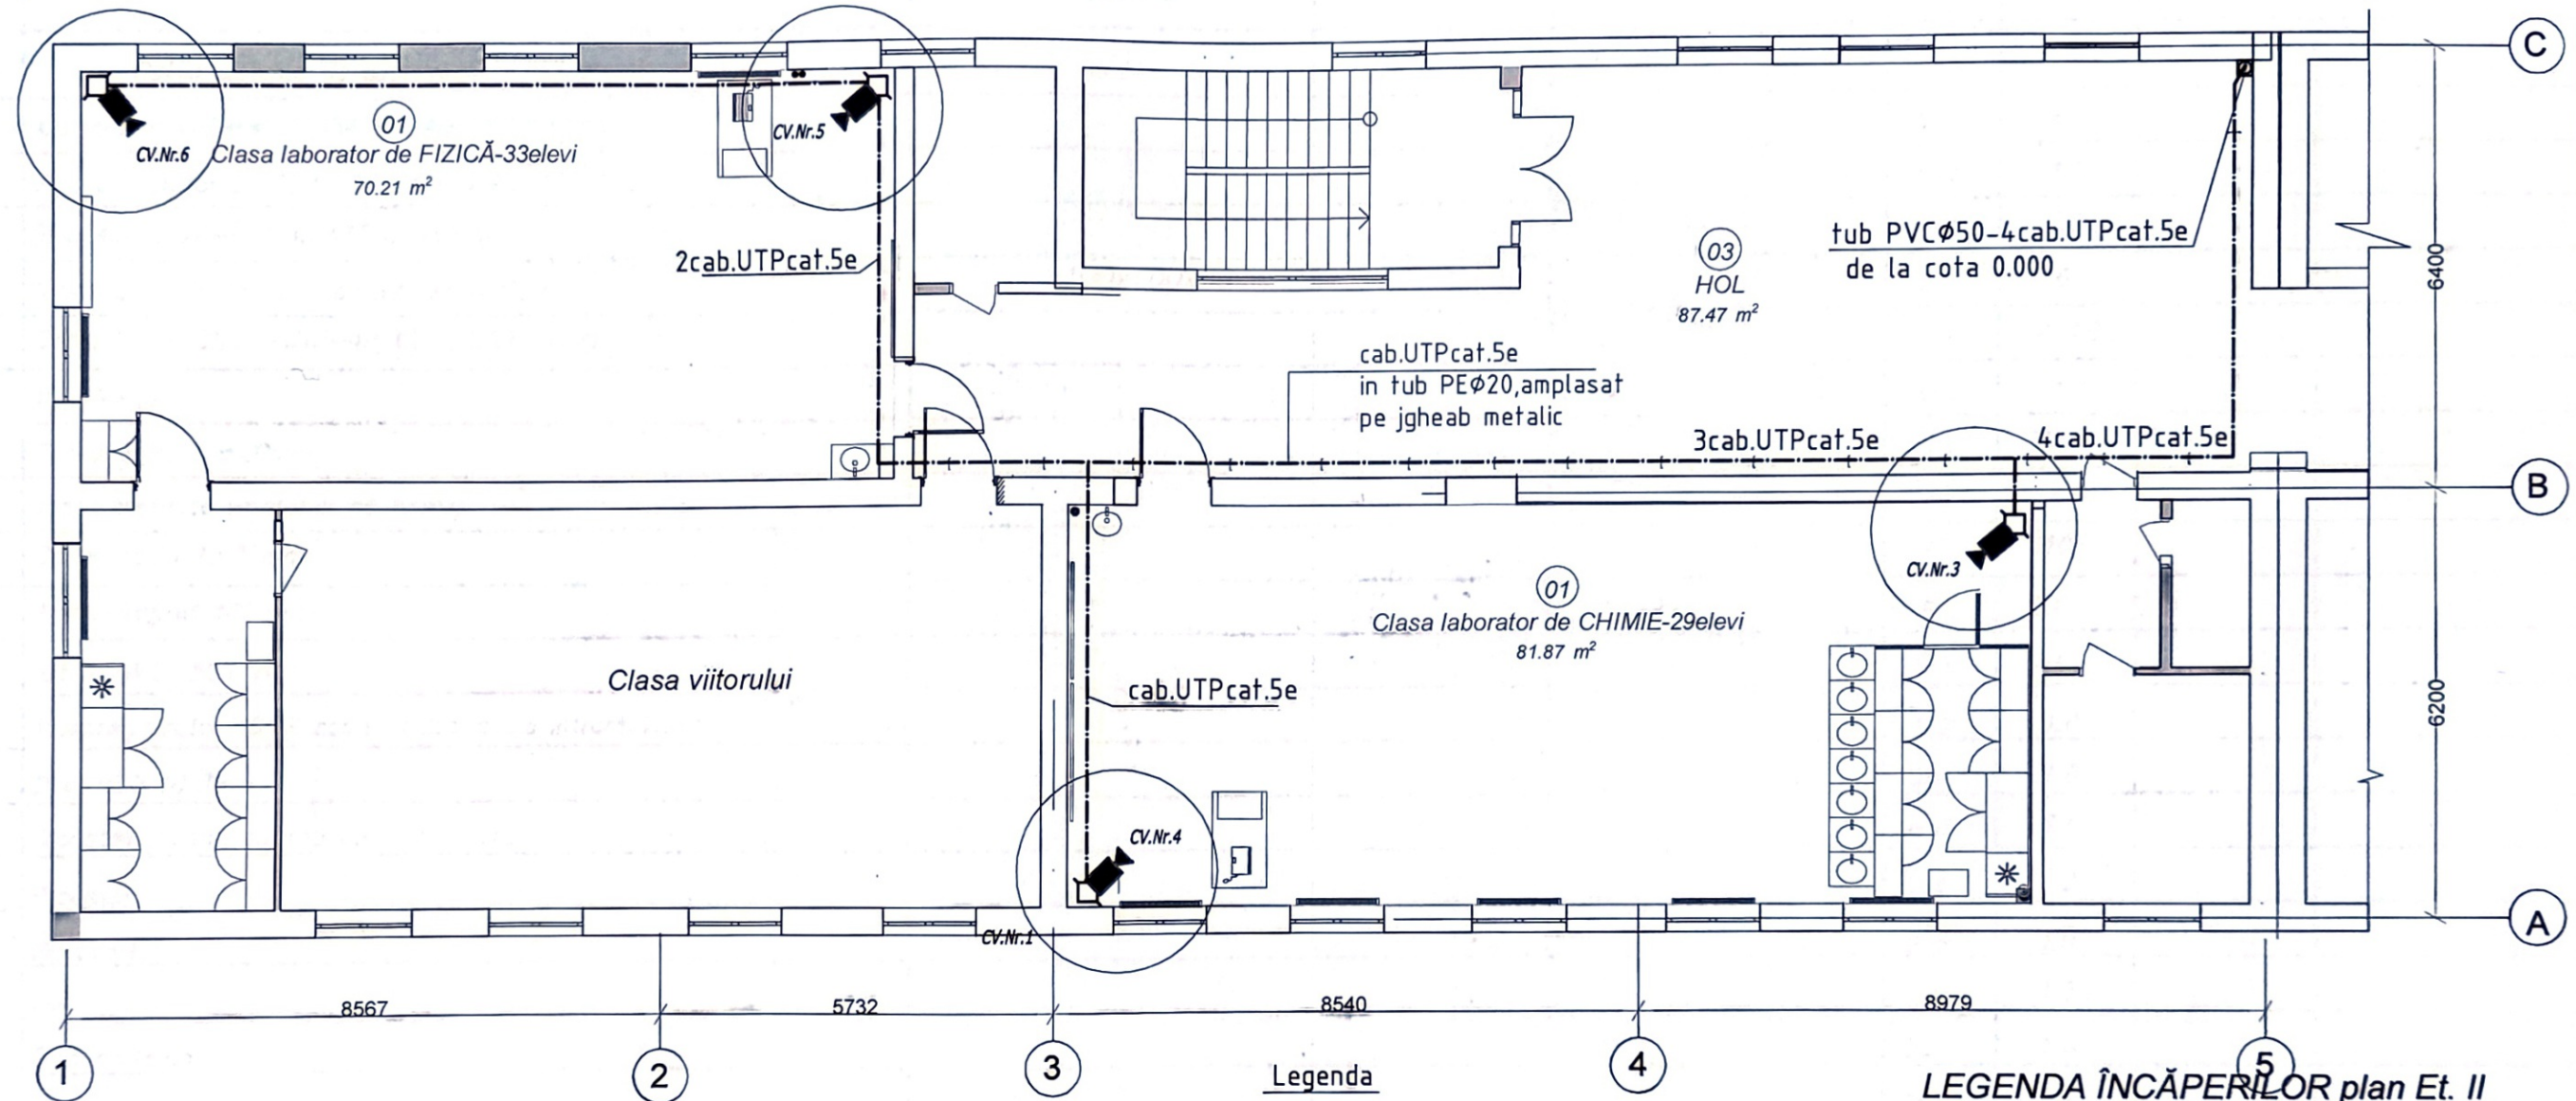 C
01
Clasa laborator de FIZICĂ-33elevi
70.21 m²
CV.Nr.6
CV.Nr.5
2cab.UTPcat.5e
03
HOL
87.47 m²
tub PVCØ50-4cab.UTPcat.5e
de la cota 0.000
6400
cab.UTPcat.5e
in tub PEØ20,amplasat
pe jgheab metalic
3cab.UTPcat.5e
4cab.UTPcat.5e
B
CV.Nr.3
01
Clasa laborator de CHIMIE-29elevi
81.87 m²
Clasa viitorului
cab.UTPcat.5e
6200
CV.Nr.4
CV.Nr.1
A
8567
5732
8540
8979
1
2
3
4
5
Legenda
LEGENDA ÎNCĂPERILOR plan Et. II